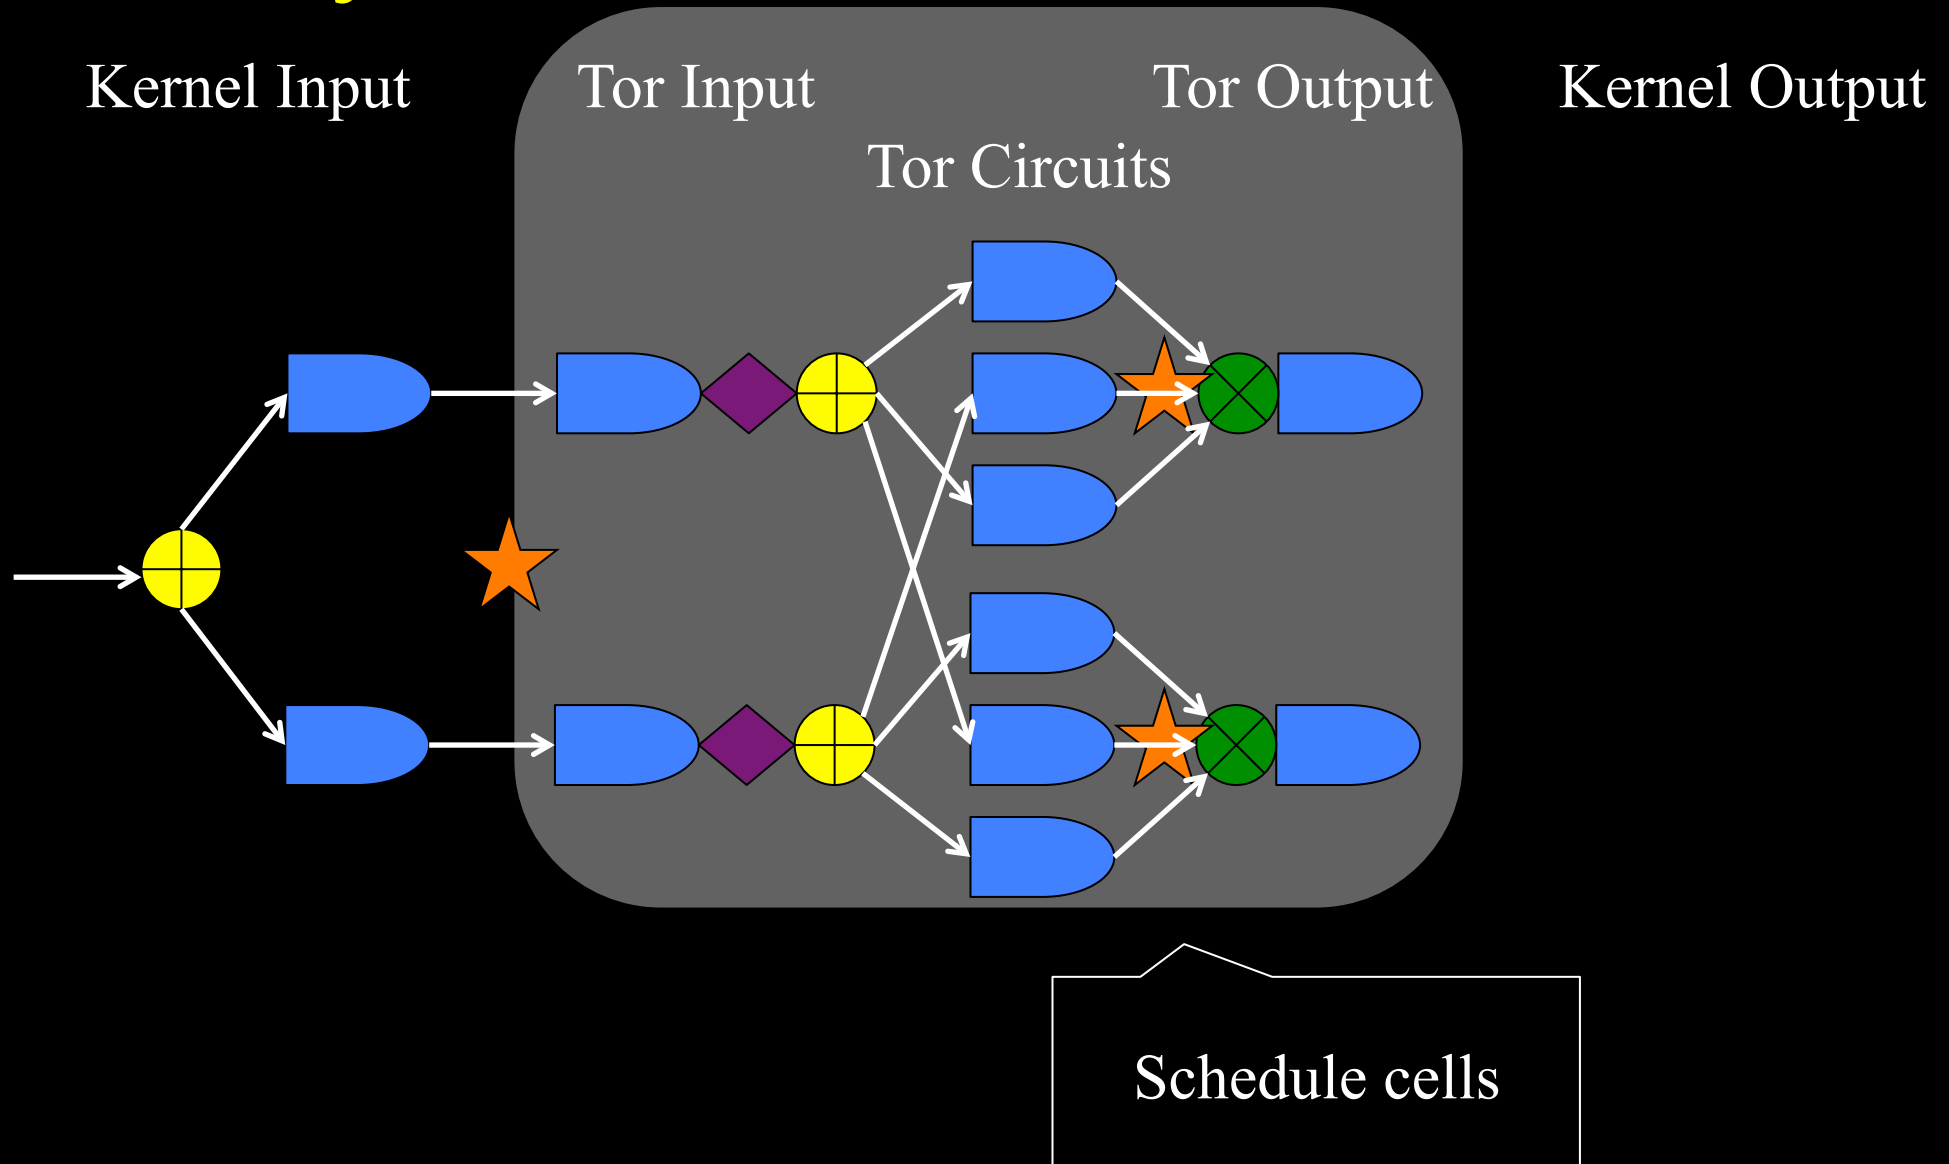 Kernel Input
Tor Input
Tor Output
Kernel Output
Tor Circuits
Schedule cells